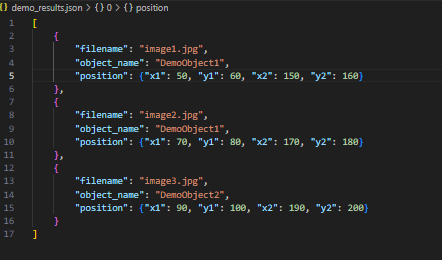 {} demo_results.json > {} 0 > {} position
1 [
2 {
3 "filename": "image1.jpg",
4 "object_name": "DemoObject1",
5 "position": {"x1": 50, "y1": 60, "x2": 150, "y2": 160}
6 },
7 {
8 "filename": "image2.jpg",
9 "object_name": "DemoObject1",
10 "position": {"x1": 70, "y1": 80, "x2": 170, "y2": 180}
11 },
12 {
13 "filename": "image3.jpg",
14 "object_name": "DemoObject2",
15 "position": {"x1": 90, "y1": 100, "x2": 190, "y2": 200}
16 }
17 ]